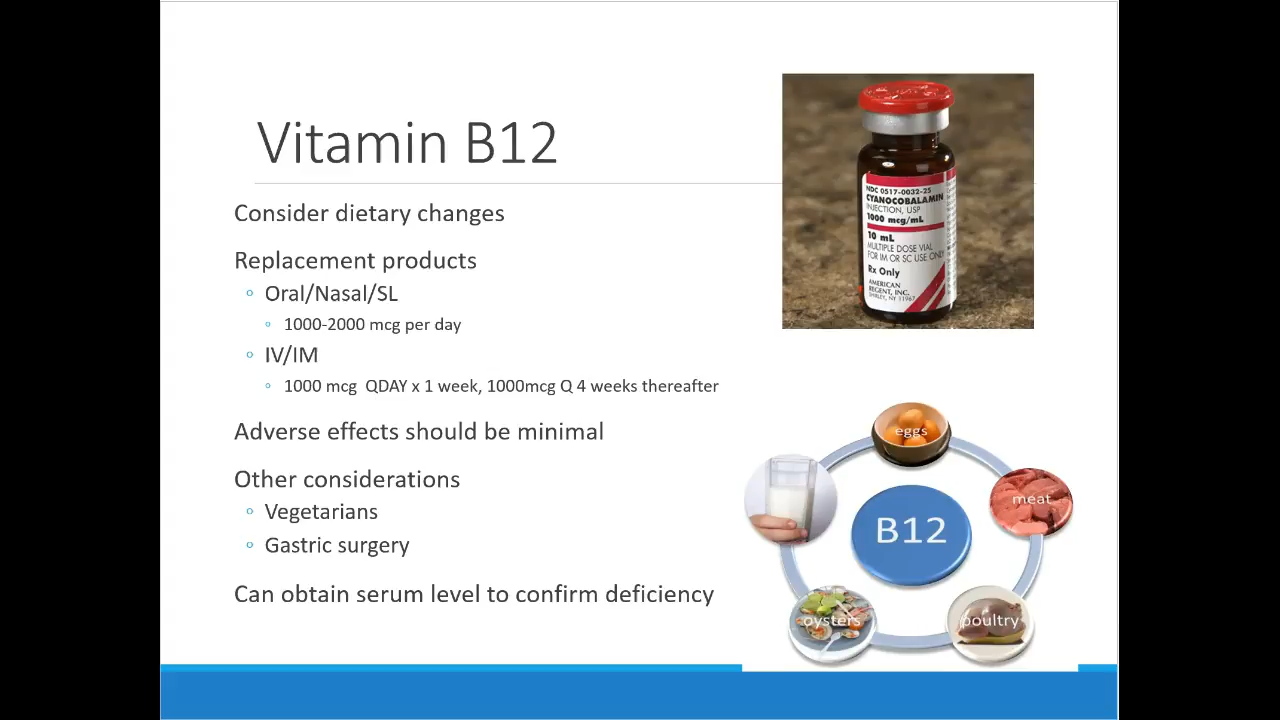 Vitamin B12
Consider dietary changes
Replacement products
Oral/Nasal/SL
1000-2000 mcg per day
IV/IM
1000 mcg  QDAY x 1 week, 1000mcg Q 4 weeks thereafter
Adverse effects should be minimal
Other considerations
Vegetarians
Gastric surgery
Can obtain serum level to confirm deficiency
NDC 0517-0032-25
CYANOCOBALAMIN
INJECTION, USP
1000 mcg/mL
10 mL
MULTIPLE DOSE VIAL
FOR IM OR SC USE ONLY
Rx Only
AMERICAN
REGENT, INC.
SHIRLEY, NY 11967
eggs
meat
B12
oysters
poultry